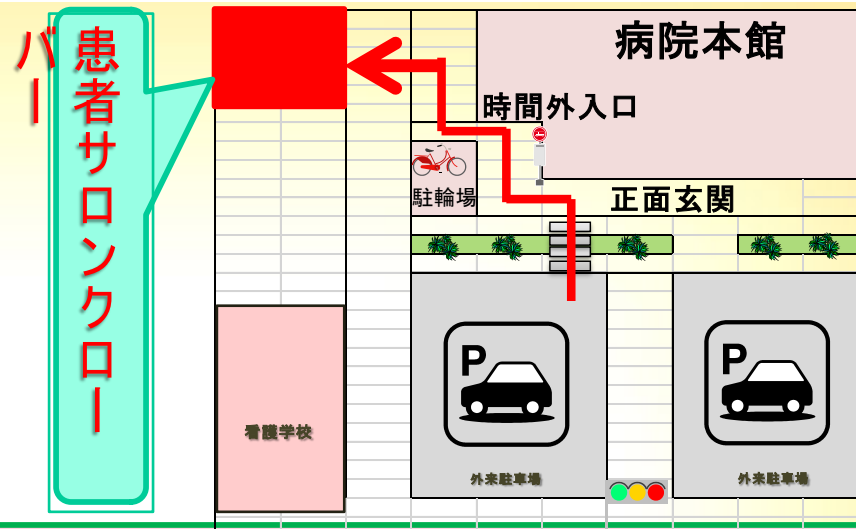 患者サロンクロー
バー
病院本館
時間外入口
駐輪場
正面玄関
P
P
看護学校
外来駐車場
外来駐車場